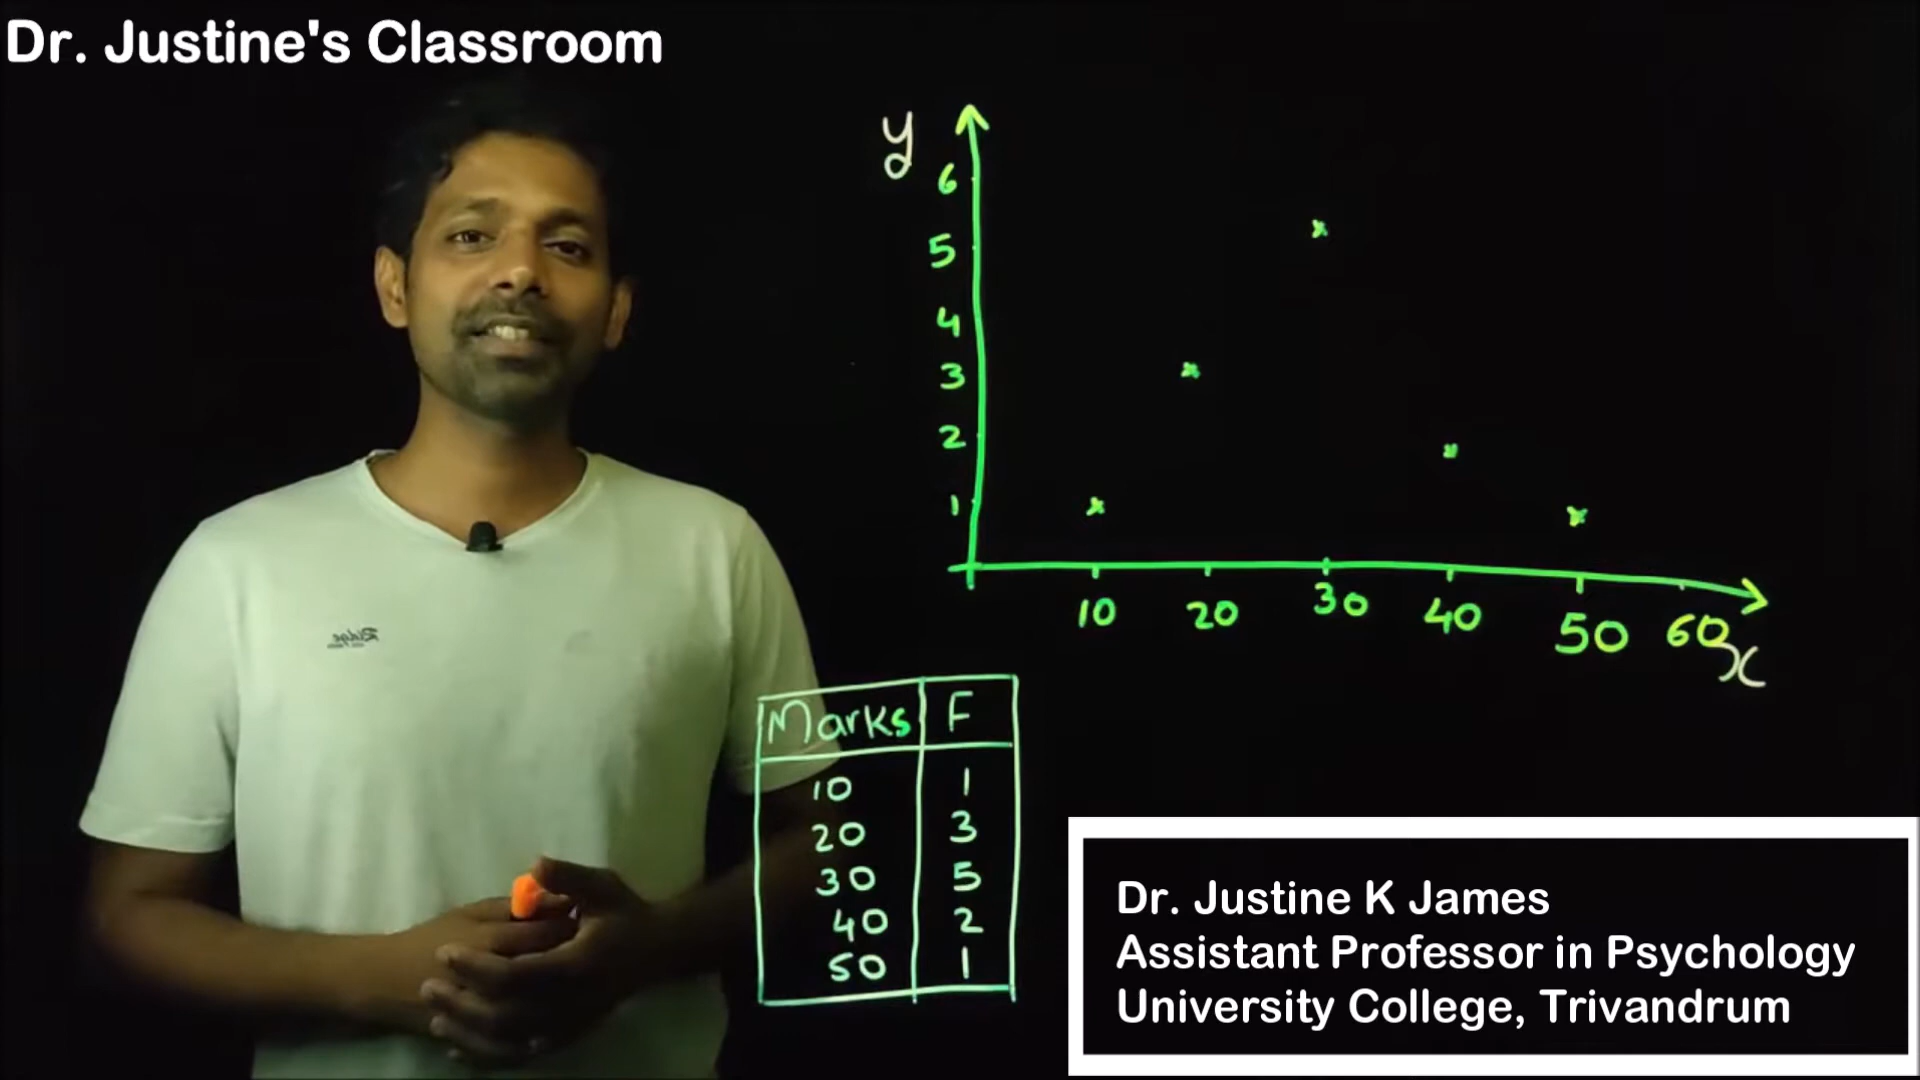 Dr. Justine's Classroom
y
6
5
4
3
2
1
10 20 30 40 50 60
x
Marks F
10 1
20 3
30 5
40 2
50 1
Dr. Justine K James
Assistant Professor in Psychology
University College, Trivandrum